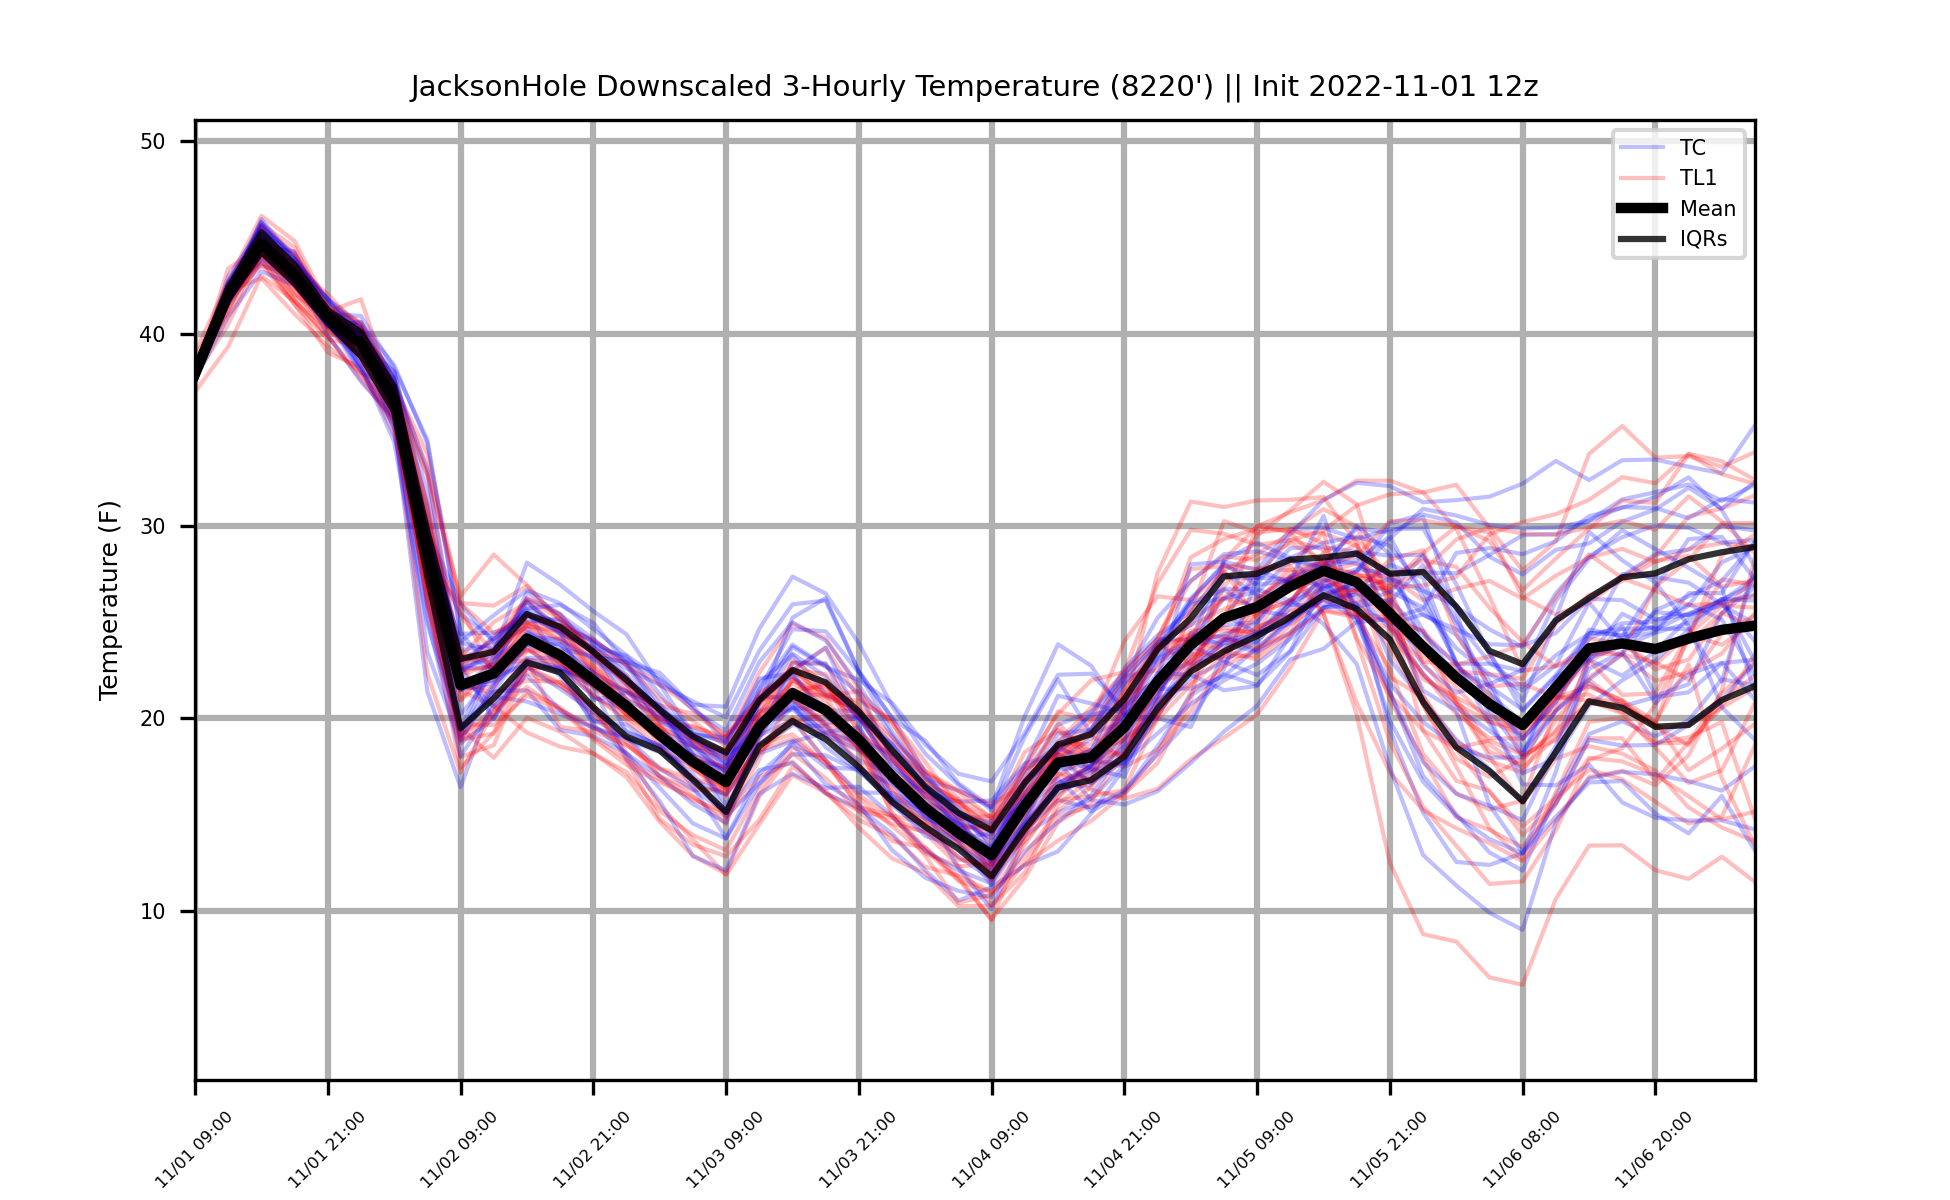 JacksonHole Downscaled 3-Hourly Temperature (8220') || Init 2022-11-01 12z
TC
TL1
Mean
IQRs
Temperature (F)
50
40
30
20
10
11/01 09:00
11/01 21:00
11/02 09:00
11/02 21:00
11/03 09:00
11/03 21:00
11/04 09:00
11/04 21:00
11/05 09:00
11/05 21:00
11/06 08:00
11/06 20:00